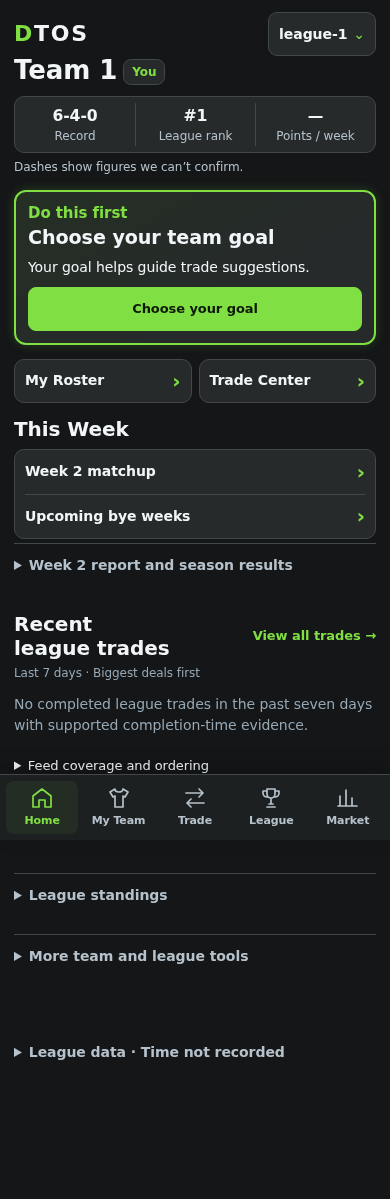 DTOS
league-1
Team 1 You
6-4-0
Record
#1
League rank
—
Points / week
Dashes show figures we can’t confirm.
Do this first
Choose your team goal
Your goal helps guide trade suggestions.
Choose your goal
My Roster
Trade Center
This Week
Week 2 matchup
Upcoming bye weeks
Week 2 report and season results
Recent
league trades
View all trades →
Last 7 days · Biggest deals first
No completed league trades in the past seven days
with supported completion-time evidence.
Feed coverage and ordering
Home
My Team
Trade
League
Market
League standings
More team and league tools
League data · Time not recorded